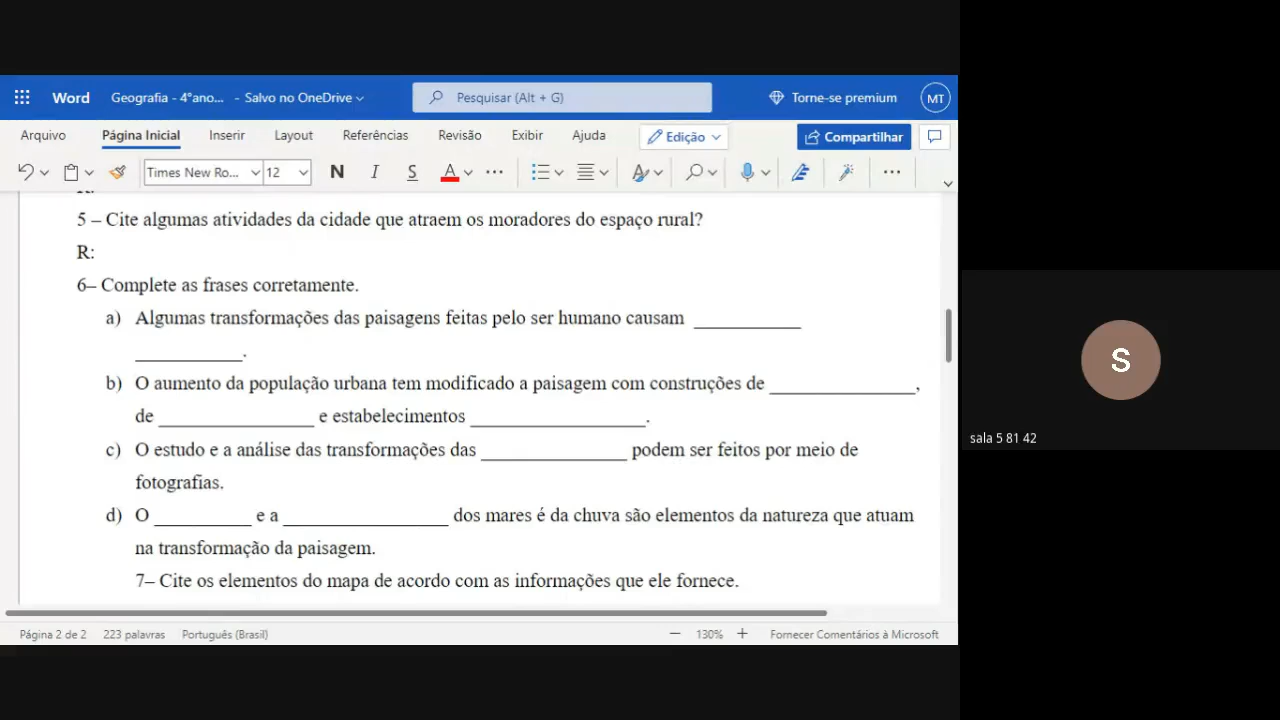 Word Geografia - 4°ano... - Salvo no OneDrive Pesquisar (Alt + G) Torne-se premium MT
Arquivo Página Inicial Inserir Layout Referências Revisão Exibir Ajuda Edição Compartilhar
Times New Ro... 12 N I S A ...
5 – Cite algumas atividades da cidade que atraem os moradores do espaço rural?
R:
6– Complete as frases corretamente.
a) Algumas transformações das paisagens feitas pelo ser humano causam ___________
___________.
b) O aumento da população urbana tem modificado a paisagem com construções de _______________,
de ________________ e estabelecimentos __________________.
c) O estudo e a análise das transformações das _______________ podem ser feitos por meio de
fotografias.
d) O __________ e a _________________ dos mares é da chuva são elementos da natureza que atuam
na transformação da paisagem.
7– Cite os elementos do mapa de acordo com as informações que ele fornece.
Página 2 de 2 223 palavras Português (Brasil) − 130% + Fornecer Comentários à Microsoft
S
sala 5 81 42